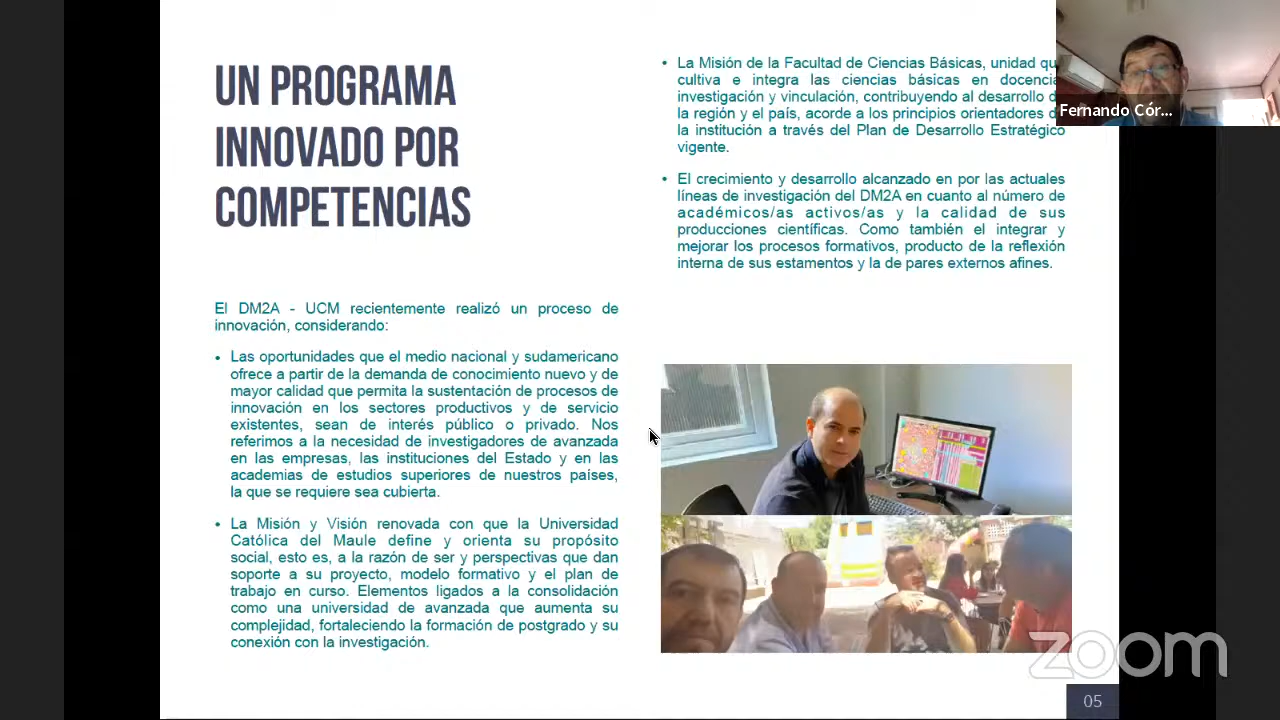 UN PROGRAMA
INNOVADO POR
COMPETENCIAS
El DM2A - UCM recientemente realizó un proceso de
innovación, considerando:
• Las oportunidades que el medio nacional y sudamericano
ofrece a partir de la demanda de conocimiento nuevo y de
mayor calidad que permita la sustentación de procesos de
innovación en los sectores productivos y de servicio
existentes, sean de interés público o privado. Nos
referimos a la necesidad de investigadores de avanzada
en las empresas, las instituciones del Estado y en las
academias de estudios superiores de nuestros países,
la que se requiere sea cubierta.
• La Misión y Visión renovada con que la Universidad
Católica del Maule define y orienta su propósito
social, esto es, a la razón de ser y perspectivas que dan
soporte a su proyecto, modelo formativo y el plan de
trabajo en curso. Elementos ligados a la consolidación
como una universidad de avanzada que aumenta su
complejidad, fortaleciendo la formación de postgrado y su
conexión con la investigación.
• La Misión de la Facultad de Ciencias Básicas, unidad qu
cultiva e integra las ciencias básicas en docencia
investigación y vinculación, contribuyendo al desarrollo d
la región y el país, acorde a los principios orientadores
la institución a través del Plan de Desarrollo Estratégico
vigente.
• El crecimiento y desarrollo alcanzado en por las actuales
líneas de investigación del DM2A en cuanto al número de
académicos/as activos/as y la calidad de sus
producciones científicas. Como también el integrar y
mejorar los procesos formativos, producto de la reflexión
interna de sus estamentos y la de pares externos afines.
Fernando Cór...
zoom
05